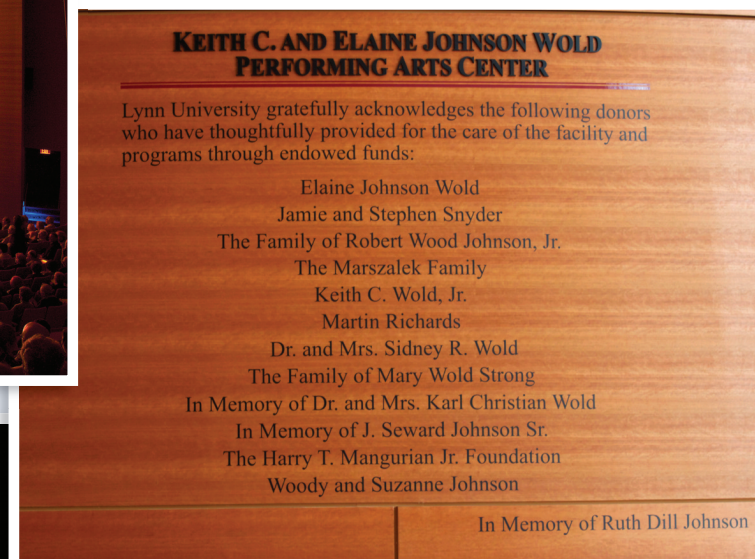 KEITH C. AND ELAINE JOHNSON WOLD
PERFORMING ARTS CENTER
Lynn University gratefully acknowledges the following donors
who have thoughtfully provided for the care of the facility and
programs through endowed funds:
Elaine Johnson Wold
Jamie and Stephen Snyder
The Family of Robert Wood Johnson, Jr.
The Marszalek Family
Keith C. Wold, Jr.
Martin Richards
Dr. and Mrs. Sidney R. Wold
The Family of Mary Wold Strong
In Memory of Dr. and Mrs. Karl Christian Wold
In Memory of J. Seward Johnson Sr.
The Harry T. Mangurian Jr. Foundation
Woody and Suzanne Johnson
In Memory of Ruth Dill Johnson